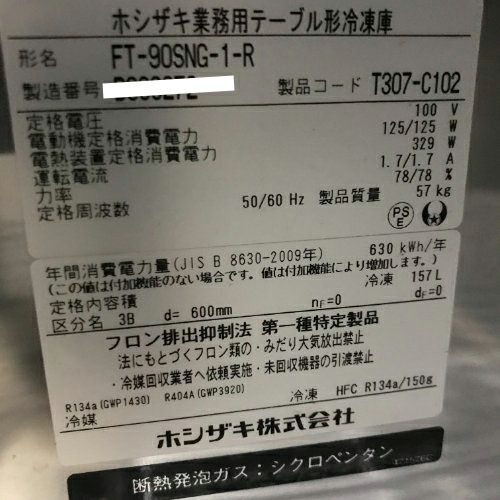 ホシザキ業務用テーブル形冷凍庫
形名 FT-90SNG-1-R
製造番号
製品コード T307-C102
定格電圧 100 V
電動機定格消費電力 125/125 W
電熱装置定格消費電力 329 W
運転電流 1.7/1.7 A
力率 78/78 %
定格周波数 50/60 Hz 製品質量 57 kg
PS E
年間消費電力量(JIS B 8630-2009年) 630 kWh/年
(この値は付加機能のない場合です。値は付加機能により増加します。)
定格内容積 冷凍 157L
区分名 3B d= 600mm nF=0 dF=0
フロン排出抑制法 第一種特定製品
法にもとづくフロン類の・みだり大気放出禁止
・冷媒回収業者へ依頼実施・未回収機器の引渡禁止
R134a(GWP1430) R404A(GWP3920)
冷媒 冷凍 HFC R134a/150g
ホシザキ株式会社
断熱発泡ガス：シクロペンタン